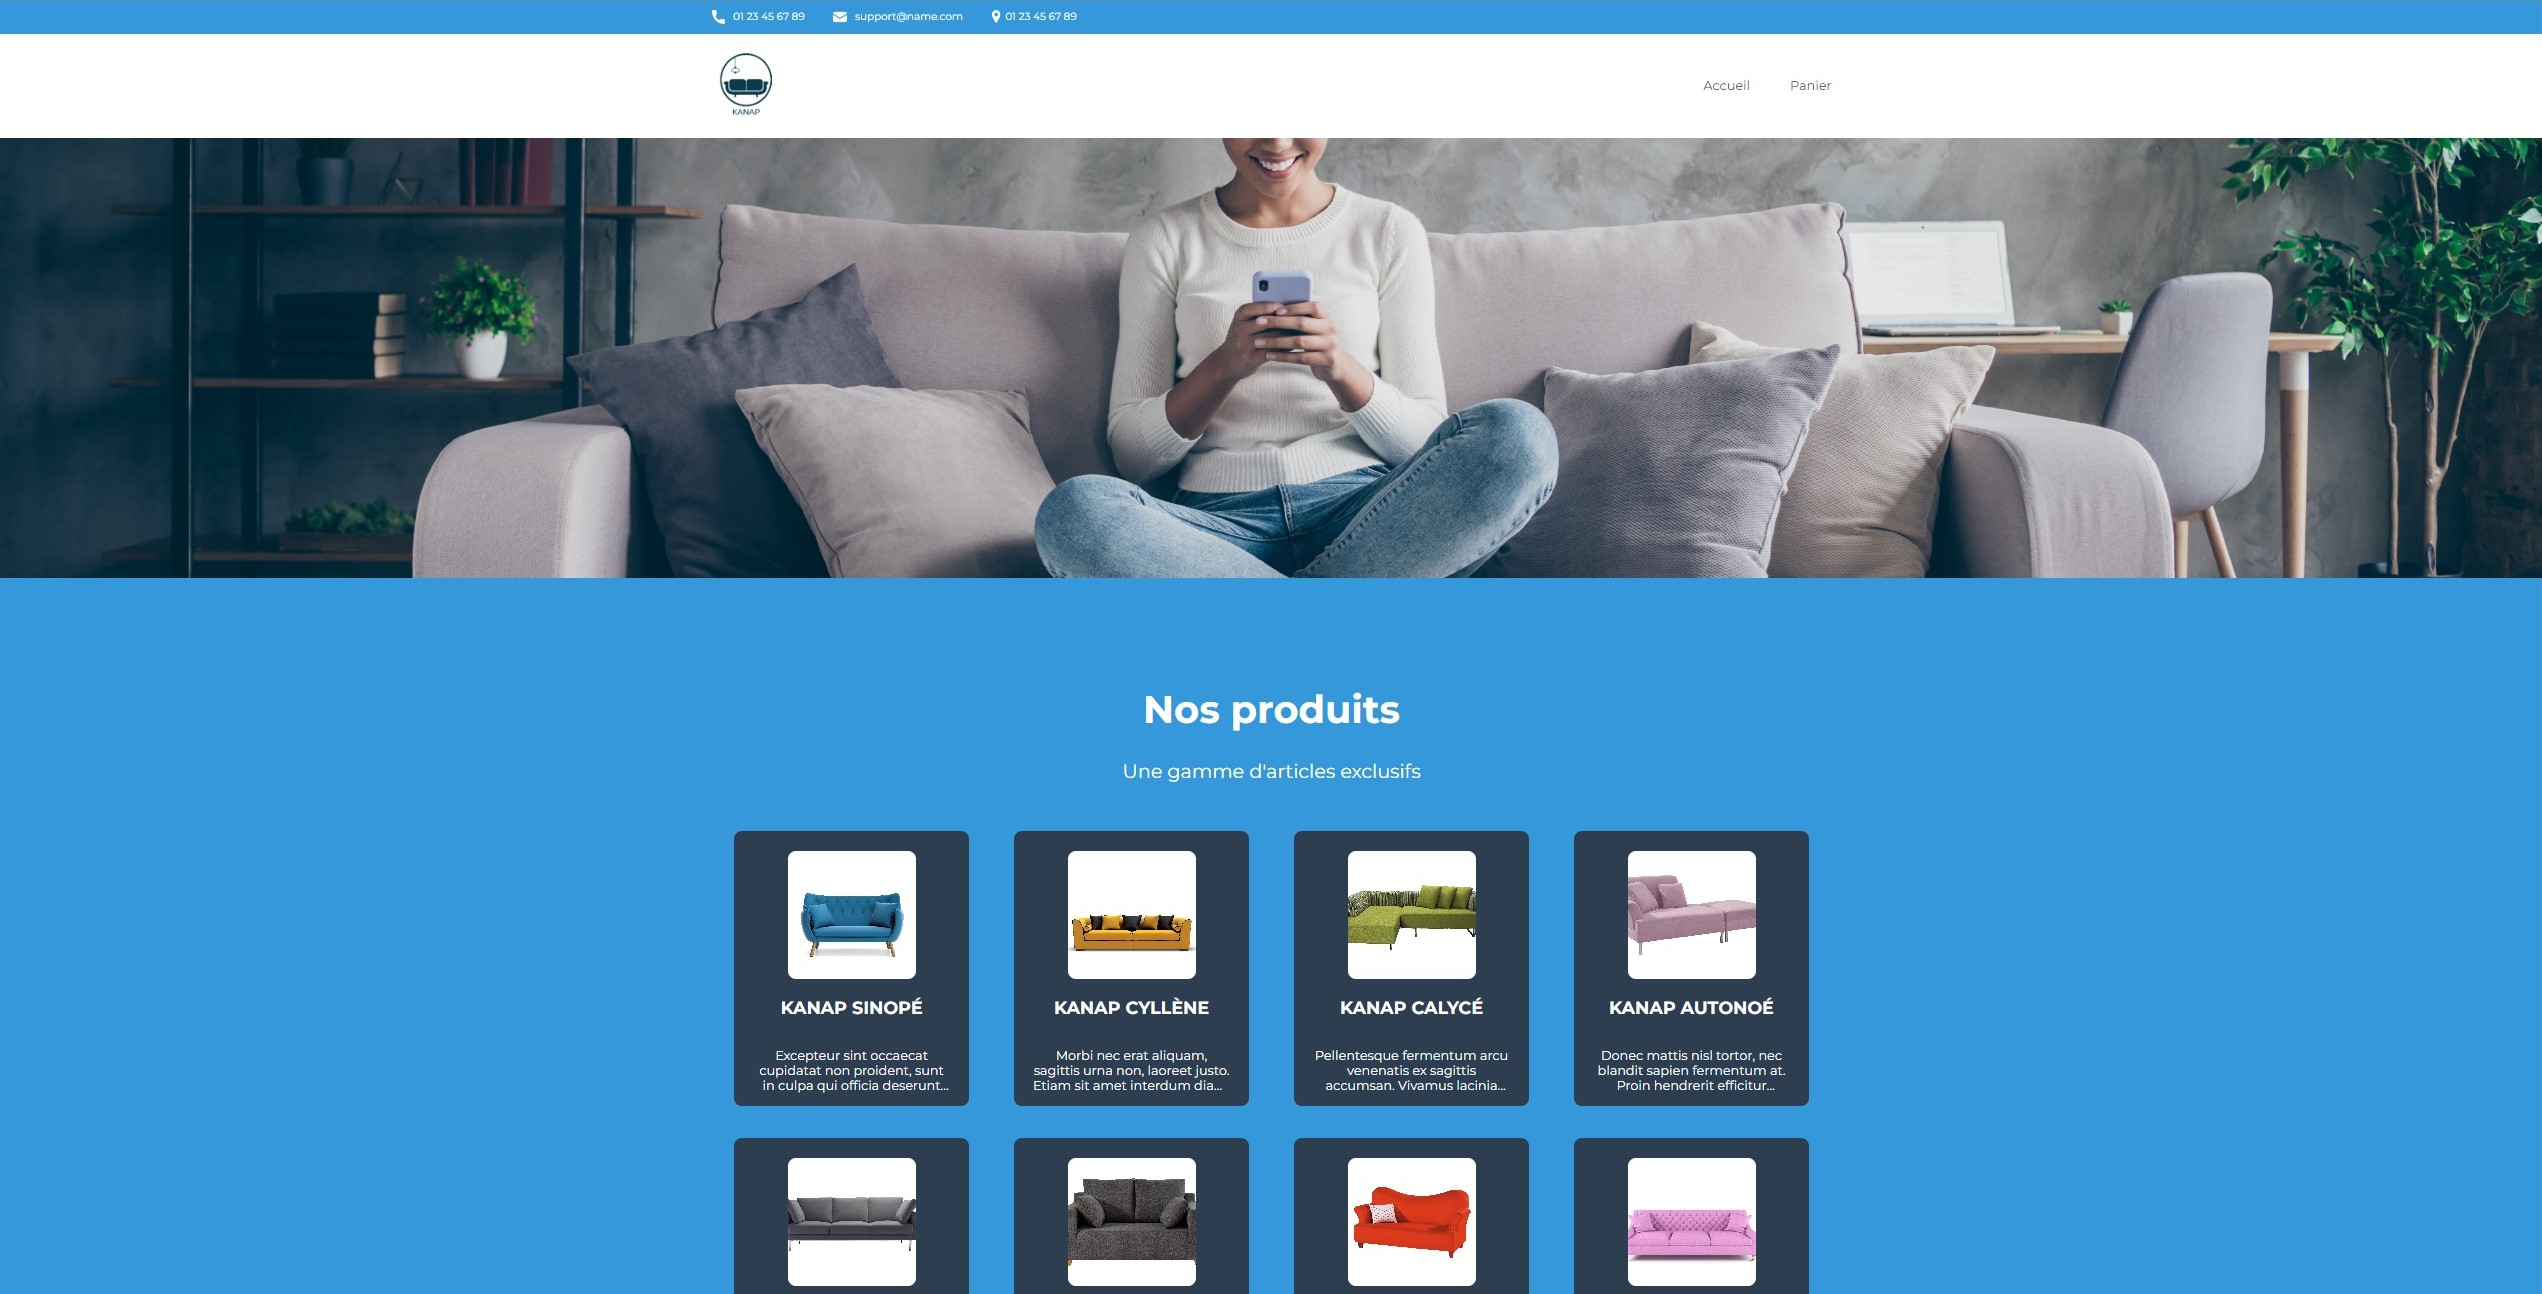 01 23 45 67 89
support@name.com
01 23 45 67 89
KANAP
Accueil
Panier
Nos produits
Une gamme d'articles exclusifs
KANAP SINOPÉ
Excepteur sint occaecat
cupidatat non proident, sunt
in culpa qui officia deserunt...
KANAP CYLLÈNE
Morbi nec erat aliquam,
sagittis urna non, laoreet justo.
Etiam sit amet interdum dia...
KANAP CALYCÉ
Pellentesque fermentum arcu
venenatis ex sagittis
accumsan. Vivamus lacinia...
KANAP AUTONOÉ
Donec mattis nisl tortor, nec
blandit sapien fermentum at.
Proin hendrerit efficitur...